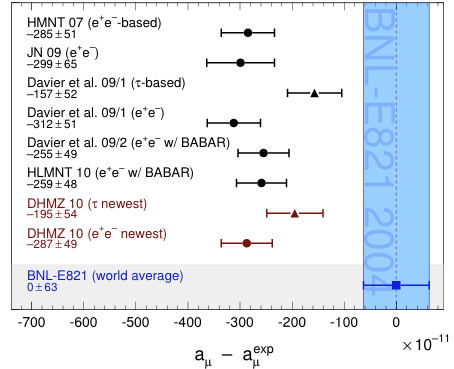 HMNT 07 (e⁺e⁻-based)
−285 ± 51
JN 09 (e⁺e⁻)
−299 ± 65
Davier et al. 09/1 (τ-based)
−157 ± 52
Davier et al. 09/1 (e⁺e⁻)
−312 ± 51
Davier et al. 09/2 (e⁺e⁻ w/ BABAR)
−255 ± 49
HLMNT 10 (e⁺e⁻ w/ BABAR)
−259 ± 48
DHMZ 10 (τ newest)
−195 ± 54
DHMZ 10 (e⁺e⁻ newest)
−287 ± 49
BNL-E821 (world average)
0 ± 63
BNL-E821 2004
-700 -600 -500 -400 -300 -200 -100 0
×10⁻¹¹
aμ − aμ^exp